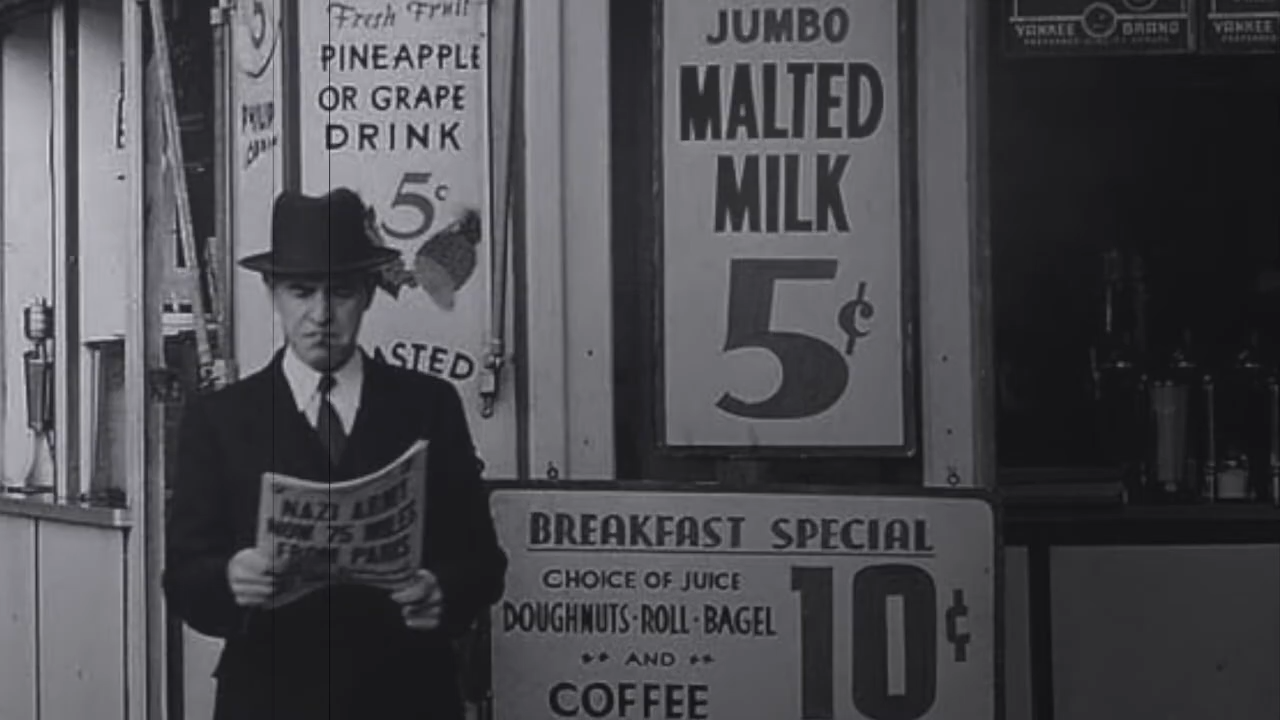 Fresh Fruit
PINEAPPLE
OR GRAPE
DRINK
5¢
ASTED
JUMBO
MALTED
MILK
5¢
YANKEE BRAND
YANKEE
NAZI ARMY
NOW 75 MILES
FROM PARIS
BREAKFAST SPECIAL
CHOICE OF JUICE
DOUGHNUTS·ROLL·BAGEL
AND
COFFEE
10¢